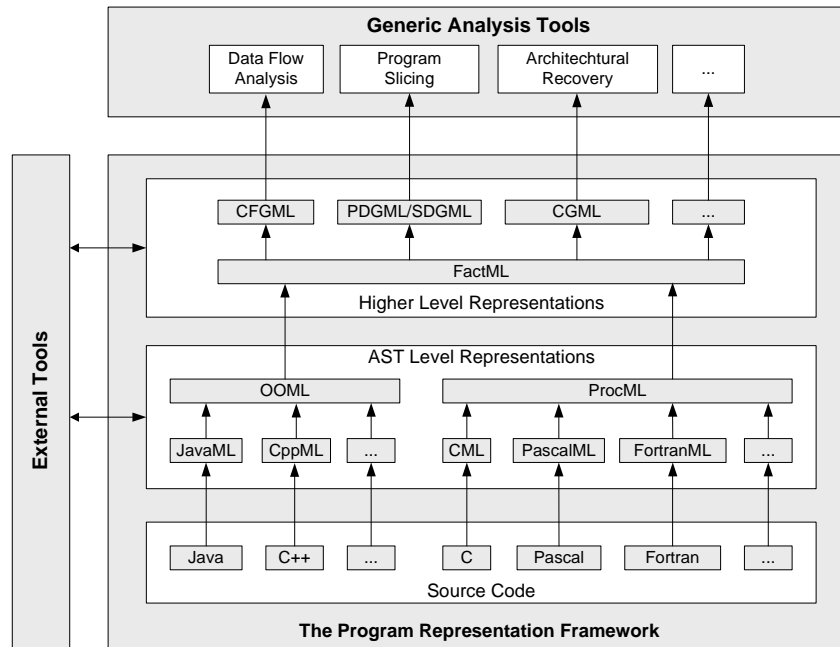 Generic Analysis Tools
Data Flow
Analysis
Program
Slicing
Architechtural
Recovery
...
External Tools
CFGML
PDGML/SDGML
CGML
...
FactML
Higher Level Representations
AST Level Representations
OOML
ProcML
JavaML
CppML
...
CML
PascalML
FortranML
...
Java
C++
...
C
Pascal
Fortran
...
Source Code
The Program Representation Framework